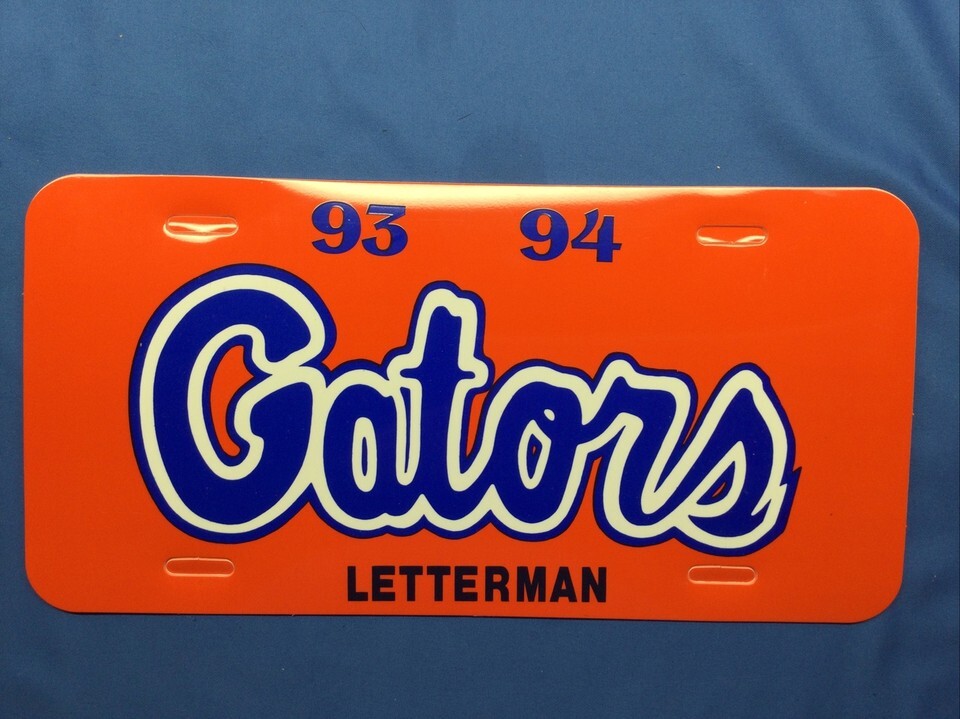 93 94
Gators
LETTERMAN